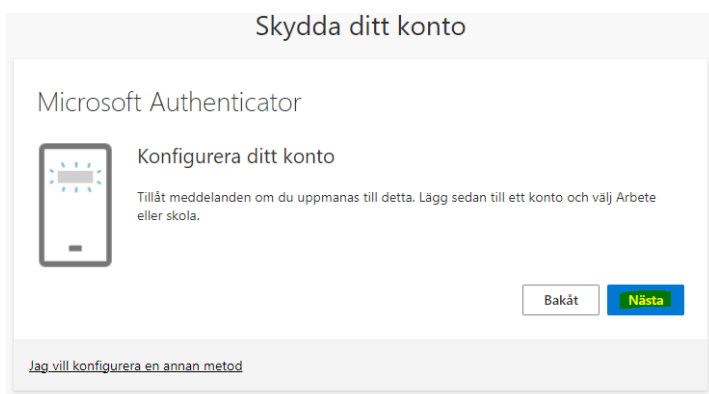 Skydda ditt konto
Microsoft Authenticator
Konfigurera ditt konto
Tillåt meddelanden om du uppmanas till detta. Lägg sedan till ett konto och välj Arbete
eller skola.
Bakåt
Nästa
Jag vill konfigurera en annan metod